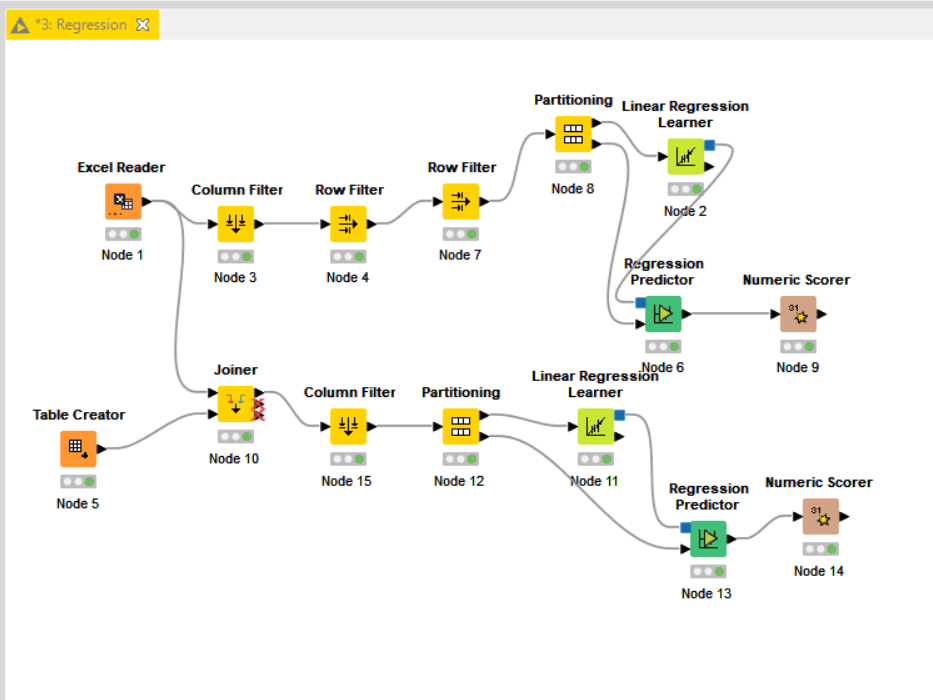 *3: Regression
Partitioning
Linear Regression
Learner
Excel Reader
Column Filter
Row Filter
Row Filter
Node 8
Node 2
Node 1
Node 3
Node 4
Node 7
Regression
Predictor
Numeric Scorer
Node 6
Node 9
Joiner
Column Filter
Partitioning
Linear Regression
Learner
Table Creator
Node 10
Node 15
Node 12
Node 11
Node 5
Regression
Predictor
Numeric Scorer
Node 13
Node 14
31
31